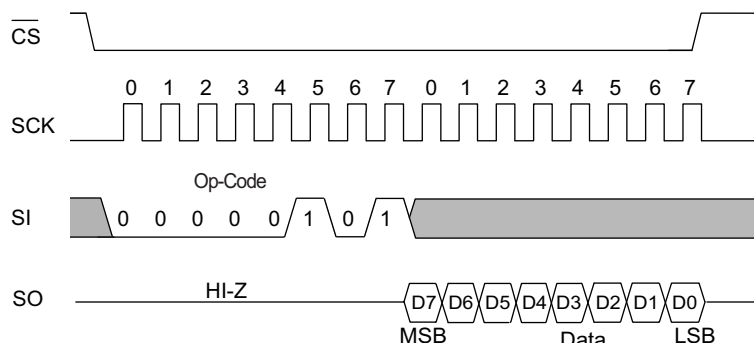 CS
0 1 2 3 4 5 6 7 0 1 2 3 4 5 6 7
SCK
Op-Code
SI 0 0 0 0 0 1 0 1
HI-Z
SO D7 D6 D5 D4 D3 D2 D1 D0
MSB Data LSB